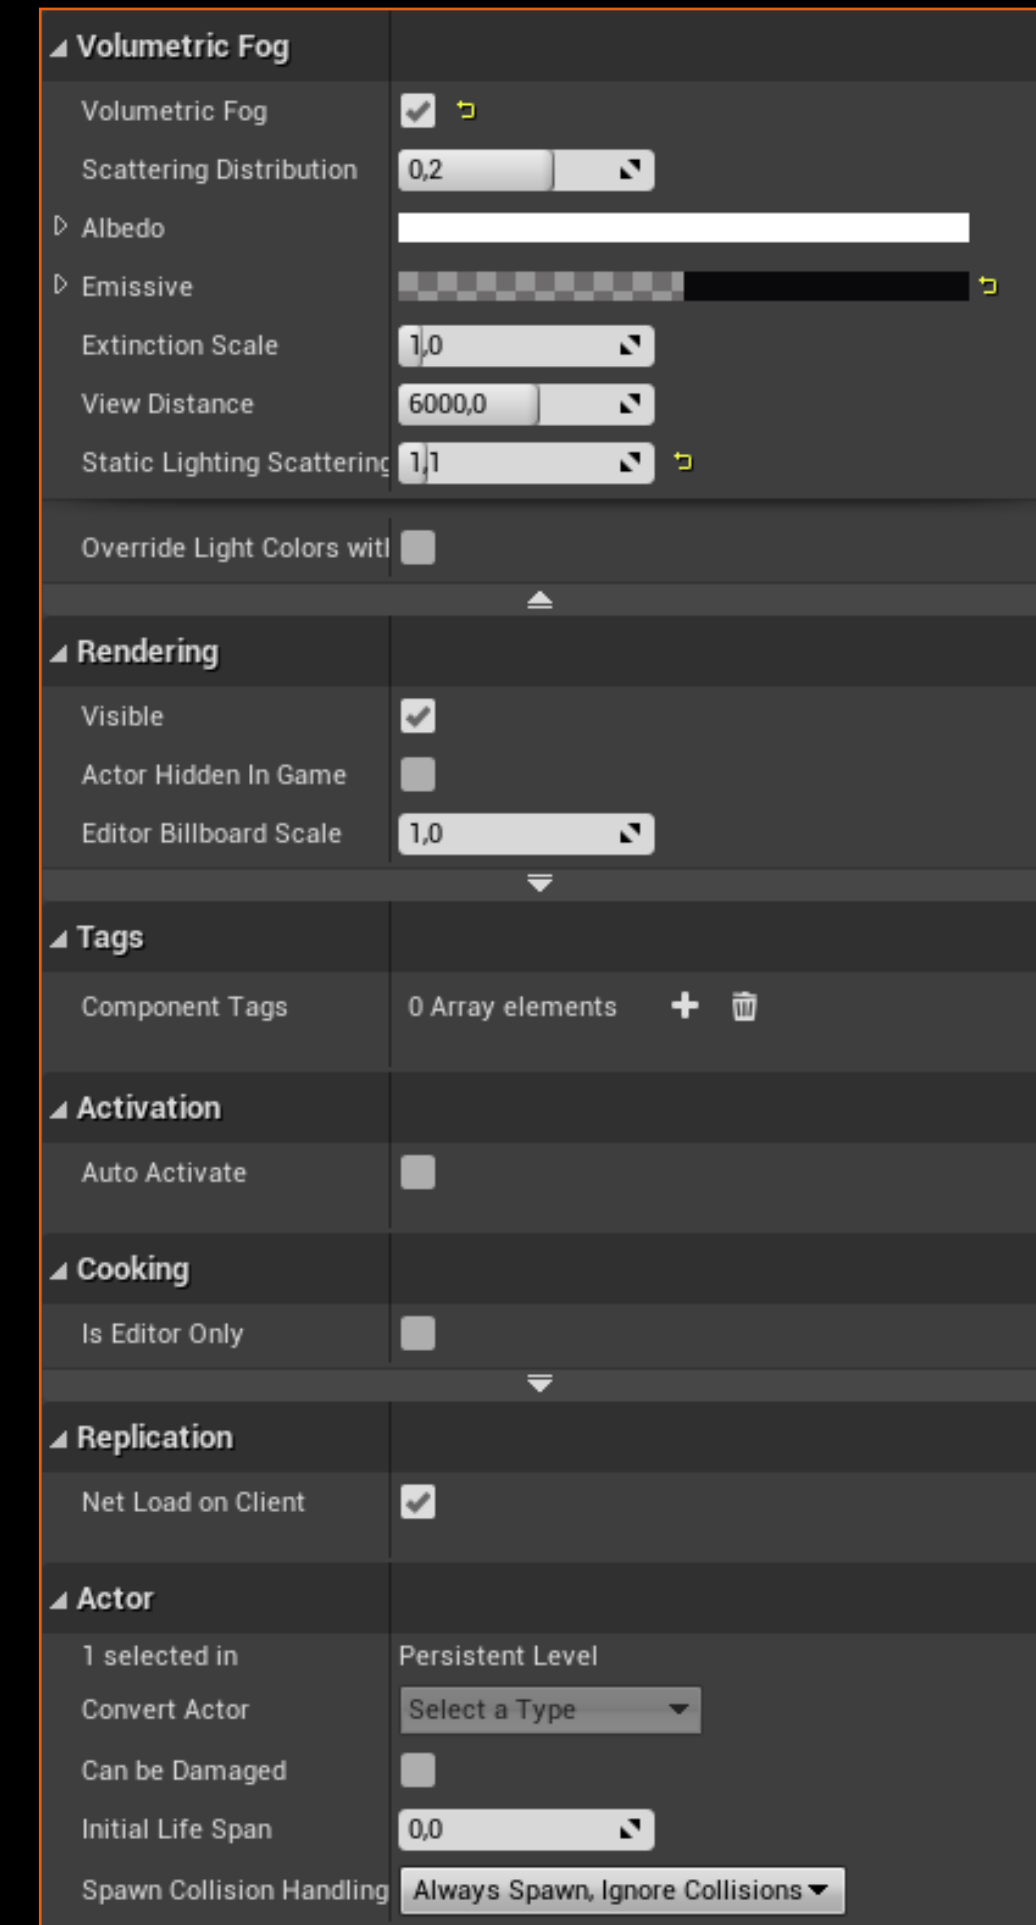 Volumetric Fog
Volumetric Fog
Scattering Distribution 0,2
Albedo
Emissive
Extinction Scale 1,0
View Distance 6000,0
Static Lighting Scattering 1,1
Override Light Colors with
Rendering
Visible
Actor Hidden In Game
Editor Billboard Scale 1,0
Tags
Component Tags 0 Array elements
Activation
Auto Activate
Cooking
Is Editor Only
Replication
Net Load on Client
Actor
1 selected in Persistent Level
Convert Actor Select a Type
Can be Damaged
Initial Life Span 0,0
Spawn Collision Handling Always Spawn, Ignore Collisions